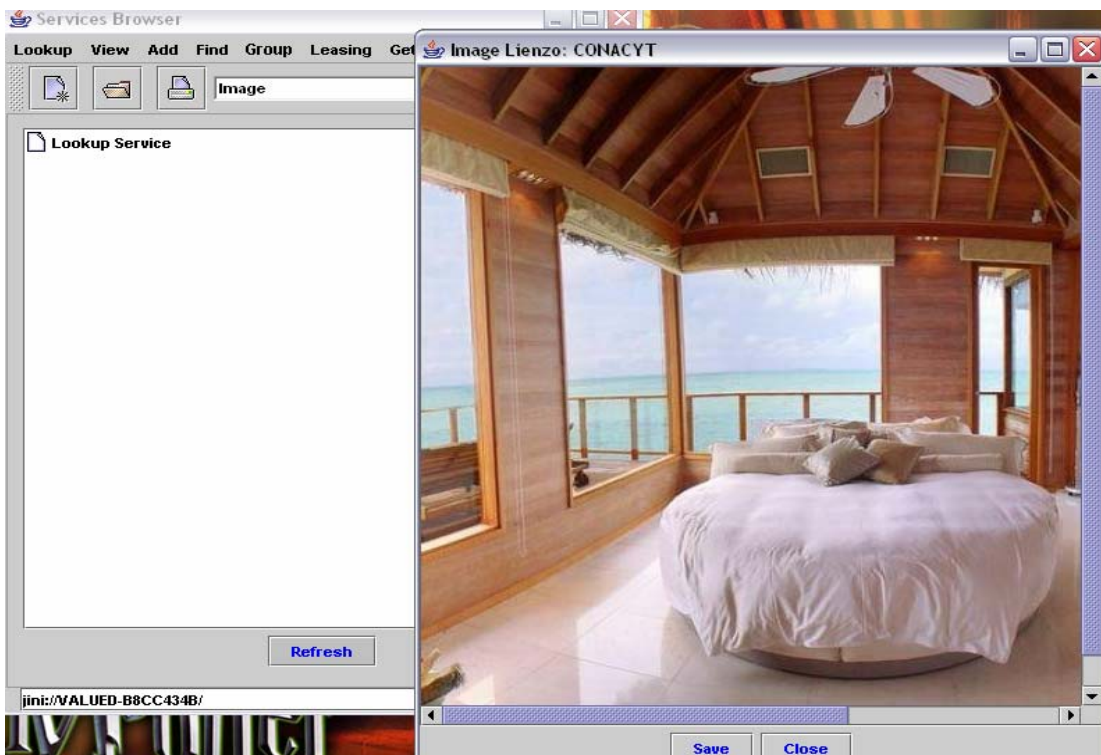 Services Browser
Lookup View Add Find Group Leasing Get
Image
Lookup Service
Refresh
jini://VALUED-B8CC434B/
Image Lienzo: CONACYT
Save Close